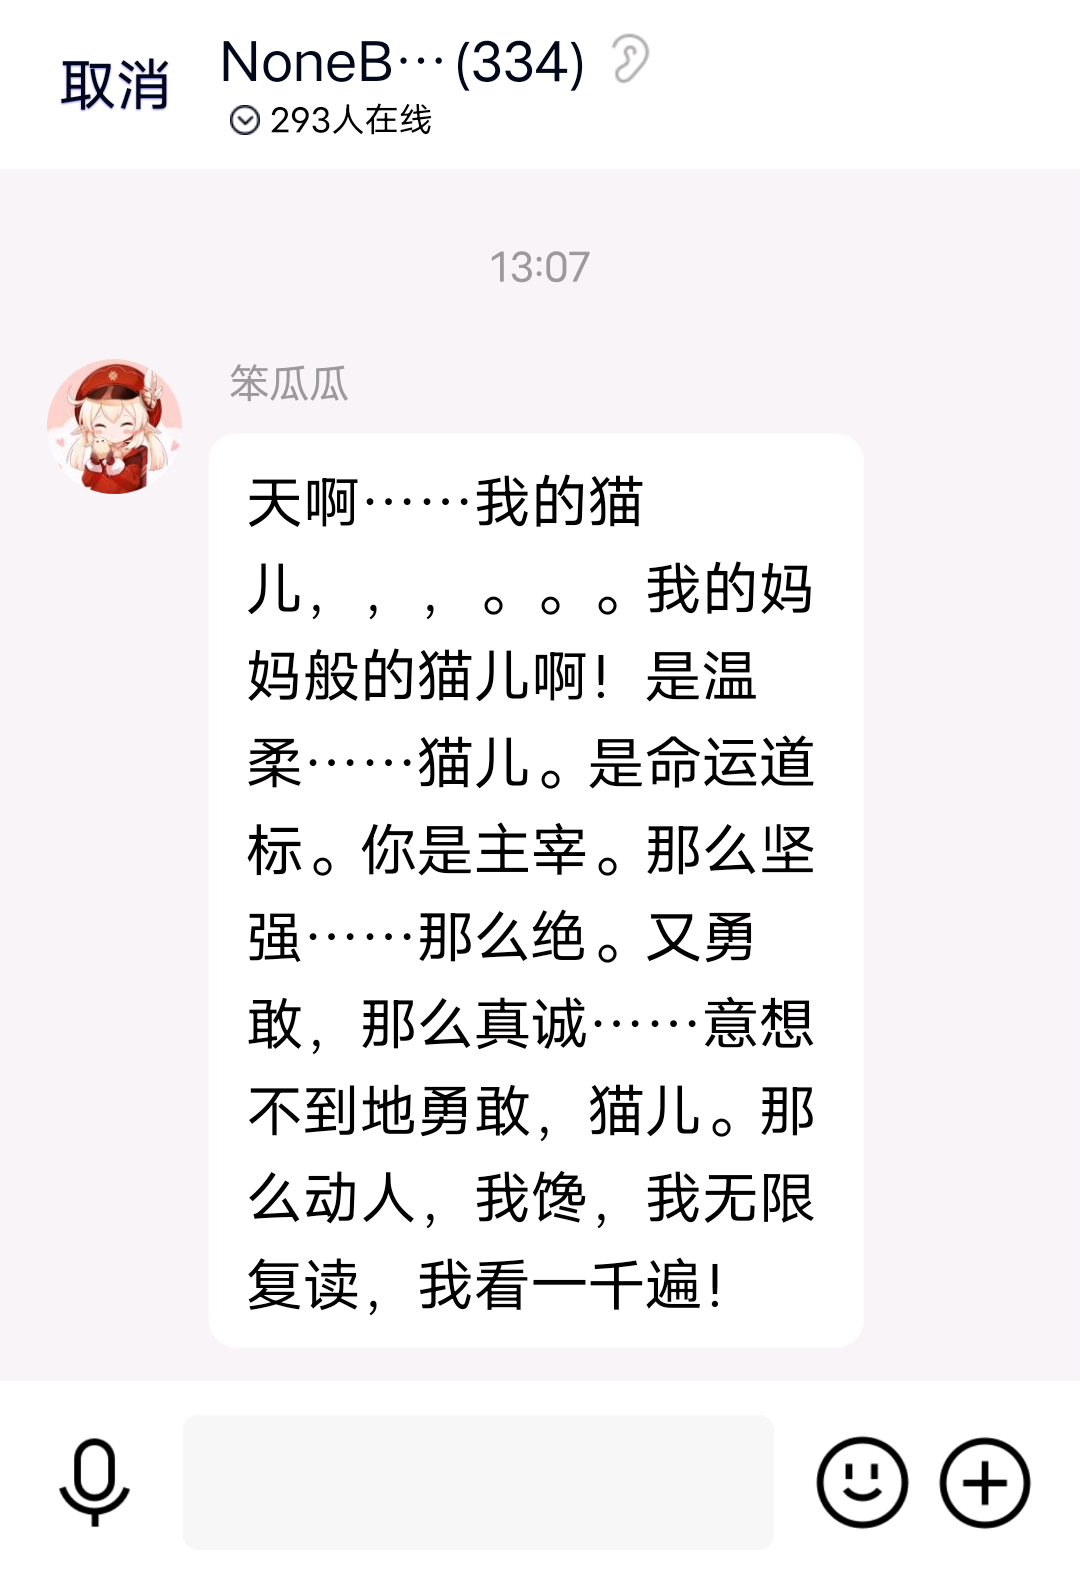 取消
NoneB…(334)
293人在线
13:07
笨瓜瓜
天啊……我的猫
儿，，，。。。我的妈
妈般的猫儿啊！是温
柔……猫儿。是命运道
标。你是主宰。那么坚
强……那么绝。又勇
敢，那么真诚……意想
不到地勇敢，猫儿。那
么动人，我馋，我无限
复读，我看一千遍！